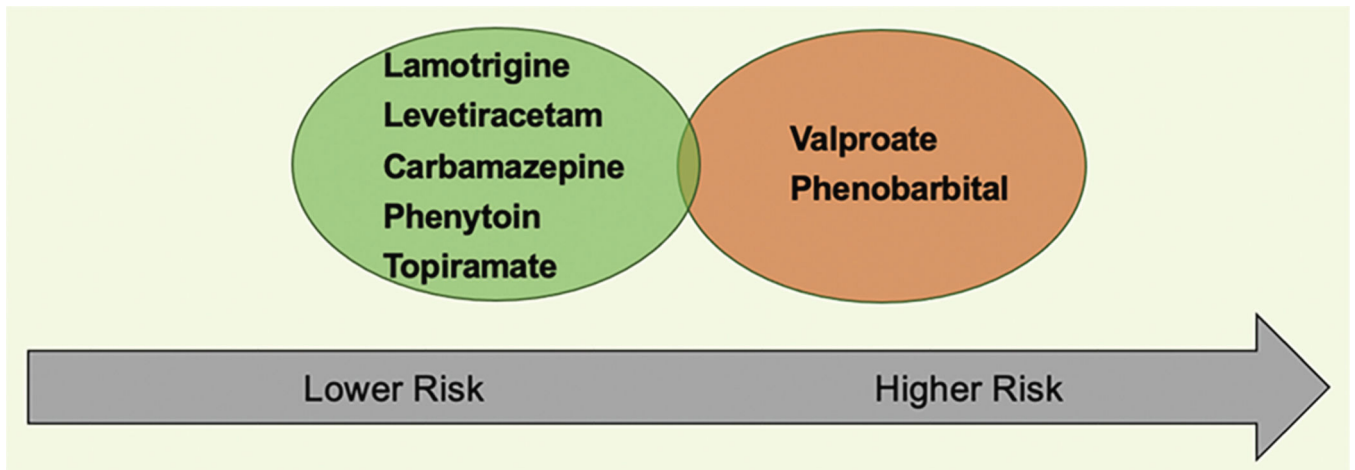 Lamotrigine
Levetiracetam
Carbamazepine
Phenytoin
Topiramate
Valproate
Phenobarbital
Lower Risk
Higher Risk